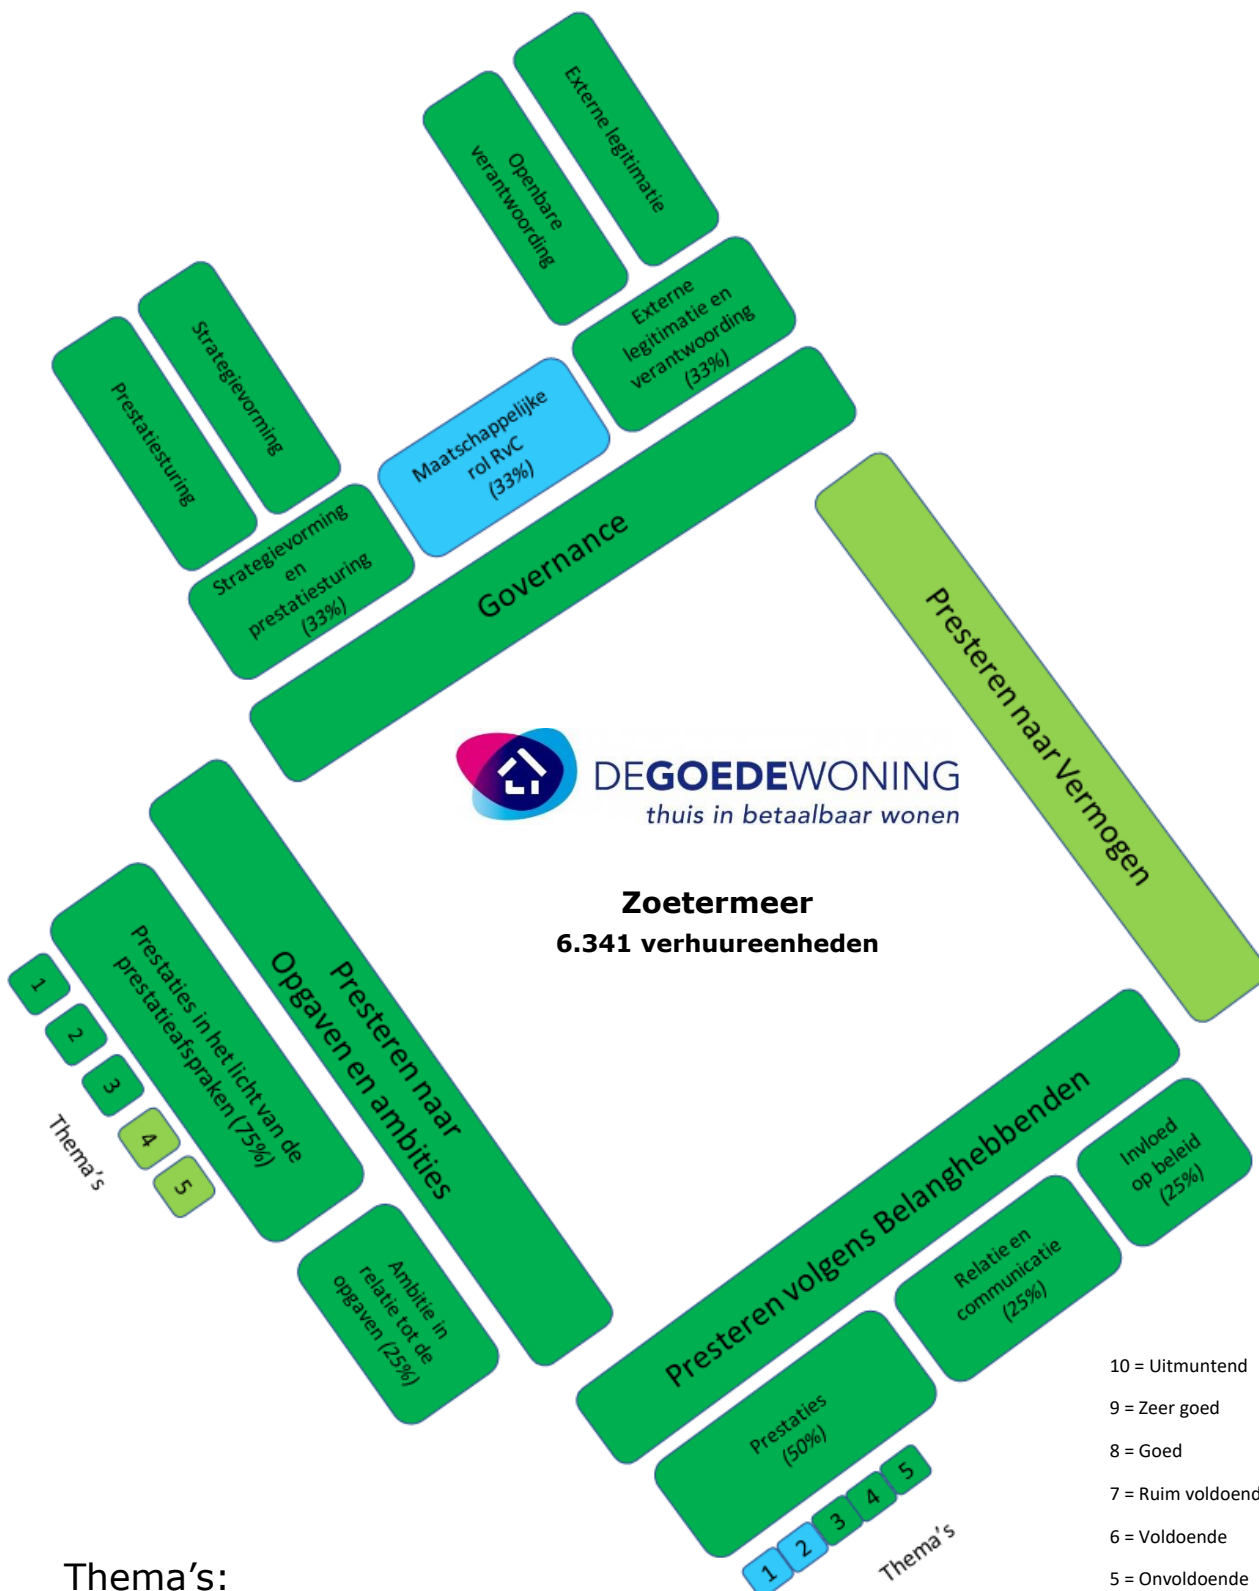 Externe legitimatie
Openbare
verantwoording
Externe
legitimatie en
verantwoording
(33%)
Strategievorming
Prestatiesturing
Maatschappelijke
rol RvC
(33%)
Strategievorming
en
prestatiesturing
(33%)
Governance
Presteren naar Vermogen
DEGOEDEWONING
thuis in betaalbaar wonen
Zoetermeer
6.341 verhuureenheden
Presteren naar
Opgaven en ambities
Prestaties in het licht van de
prestatieafspraken (75%)
1
2
3
4
5
Thema's
Ambitie in
relatie tot de
opgaven (25%)
Presteren volgens Belanghebbenden
Invloed
op beleid
(25%)
Relatie en
communicatie
(25%)
Prestaties
(50%)
1
2
3
4
5
Thema's
10 = Uitmuntend
9 = Zeer goed
8 = Goed
7 = Ruim voldoend
6 = Voldoende
5 = Onvoldoende
Thema's: